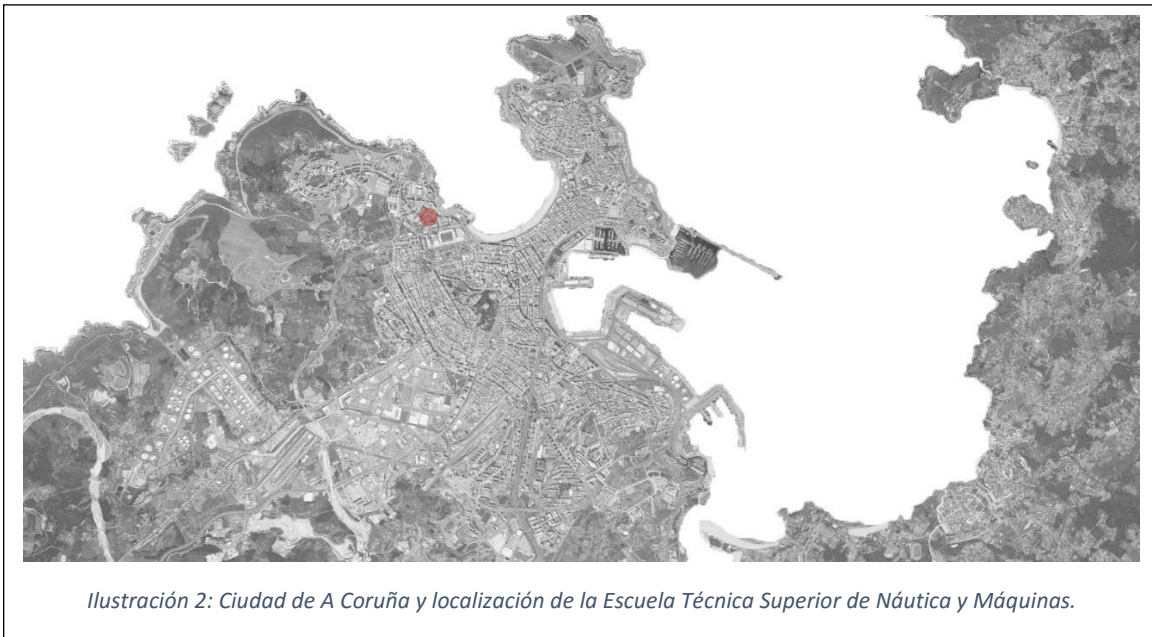 Ilustración 2: Ciudad de A Coruña y localización de la Escuela Técnica Superior de Náutica y Máquinas.